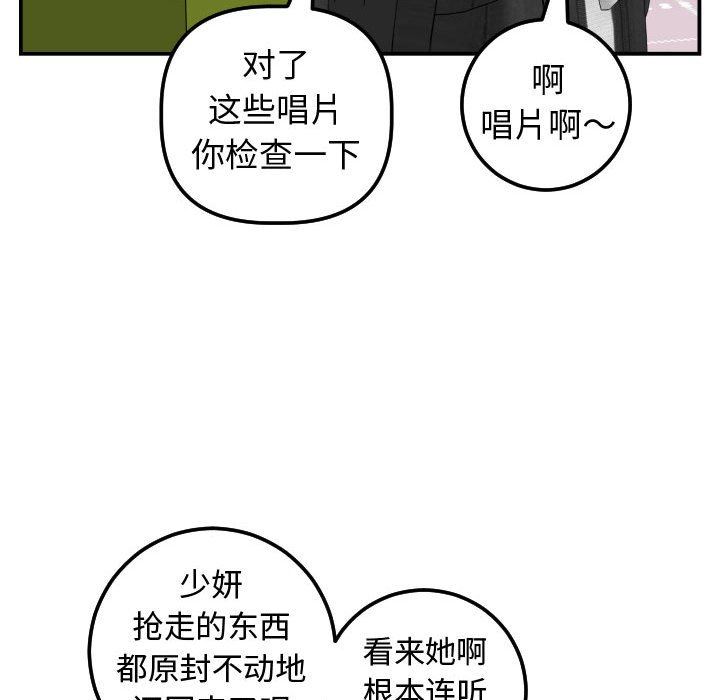 对了
这些唱片
你检查一下
啊
唱片啊～
少妍
抢走的东西
都原封不动地
看来她啊
根本连听